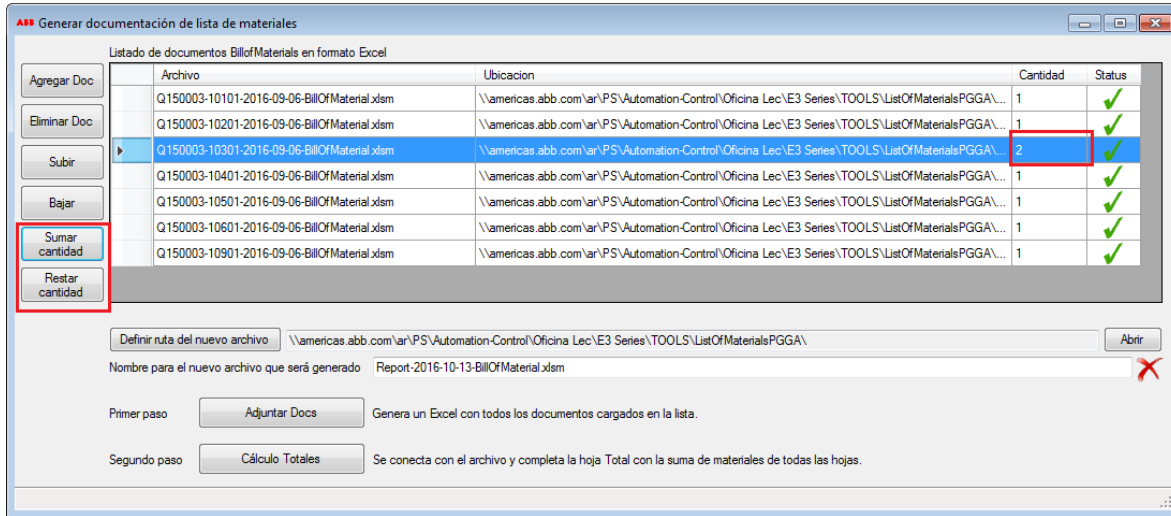 ABB Generar documentación de lista de materiales
Listado de documentos BillofMaterials en formato Excel
Agregar Doc
Eliminar Doc
Subir
Bajar
Sumar
cantidad
Restar
cantidad
Archivo Ubicacion Cantidad Status
Q150003-10101-2016-09-06-BillOfMaterial.xlsm \\americas.abb.com\ar\PS\Automation-Control\Oficina Lec\E3 Series\TOOLS\ListOfMaterialsPGGA\... 1
Q150003-10201-2016-09-06-BillOfMaterial.xlsm \\americas.abb.com\ar\PS\Automation-Control\Oficina Lec\E3 Series\TOOLS\ListOfMaterialsPGGA\... 1
Q150003-10301-2016-09-06-BillOfMaterial.xlsm \\americas.abb.com\ar\PS\Automation-Control\Oficina Lec\E3 Series\TOOLS\ListOfMaterialsPGGA\... 2
Q150003-10401-2016-09-06-BillOfMaterial.xlsm \\americas.abb.com\ar\PS\Automation-Control\Oficina Lec\E3 Series\TOOLS\ListOfMaterialsPGGA\... 1
Q150003-10501-2016-09-06-BillOfMaterial.xlsm \\americas.abb.com\ar\PS\Automation-Control\Oficina Lec\E3 Series\TOOLS\ListOfMaterialsPGGA\... 1
Q150003-10601-2016-09-06-BillOfMaterial.xlsm \\americas.abb.com\ar\PS\Automation-Control\Oficina Lec\E3 Series\TOOLS\ListOfMaterialsPGGA\... 1
Q150003-10901-2016-09-06-BillOfMaterial.xlsm \\americas.abb.com\ar\PS\Automation-Control\Oficina Lec\E3 Series\TOOLS\ListOfMaterialsPGGA\... 1
Definir ruta del nuevo archivo \\americas.abb.com\ar\PS\Automation-Control\Oficina Lec\E3 Series\TOOLS\ListOfMaterialsPGGA\ Abrir
Nombre para el nuevo archivo que será generado Report-2016-10-13-BillOfMaterial.xlsm
Primer paso Adjuntar Docs Genera un Excel con todos los documentos cargados en la lista.
Segundo paso Cálculo Totales Se conecta con el archivo y completa la hoja Total con la suma de materiales de todas las hojas.